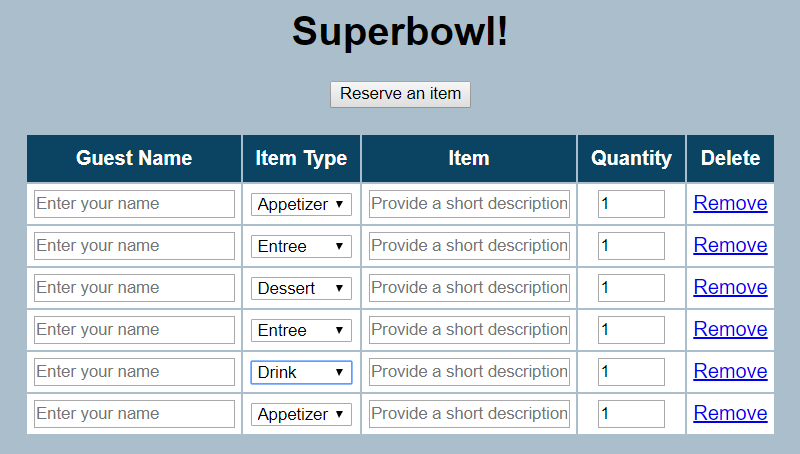 Superbowl!
Reserve an item
Guest Name Item Type Item Quantity Delete
Enter your name Appetizer Provide a short description 1 Remove
Enter your name Entree Provide a short description 1 Remove
Enter your name Dessert Provide a short description 1 Remove
Enter your name Entree Provide a short description 1 Remove
Enter your name Drink Provide a short description 1 Remove
Enter your name Appetizer Provide a short description 1 Remove